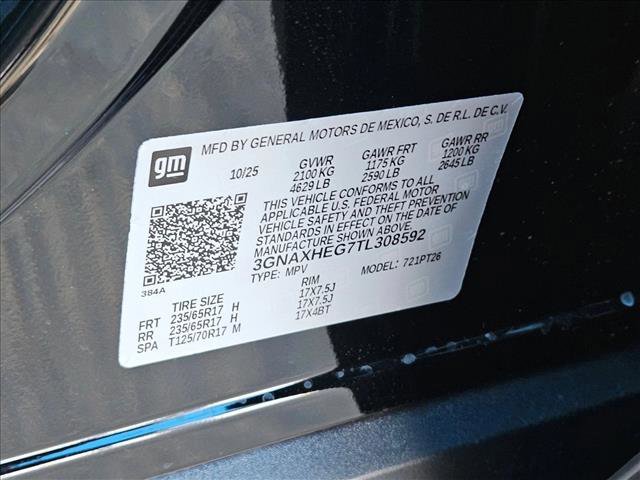 gm
MFD BY GENERAL MOTORS DE MEXICO, S. DE R.L. DE C.V.
10/25 GVWR GAWR FRT GAWR RR
2100 KG 1175 KG 1200 KG
4629 LB 2590 LB 2645 LB
THIS VEHICLE CONFORMS TO ALL
APPLICABLE U.S. FEDERAL MOTOR
VEHICLE SAFETY AND THEFT PREVENTION
STANDARDS IN EFFECT ON THE DATE OF
MANUFACTURE SHOWN ABOVE.
3GNAXHEG7TL308592
TYPE: MPV MODEL: 721PT26
384A
TIRE SIZE RIM
FRT 235/65R17 H 17X7.5J
RR 235/65R17 H 17X7.5J
SPA T125/70R17 M 17X4BT